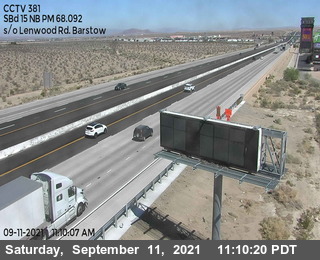 CCTV 381
SBd 15 NB PM 68.092
s/o Lenwood Rd. Barstow
09-11-2021 11:10:07 AM
Saturday, September 11, 2021 11:10:20 PDT